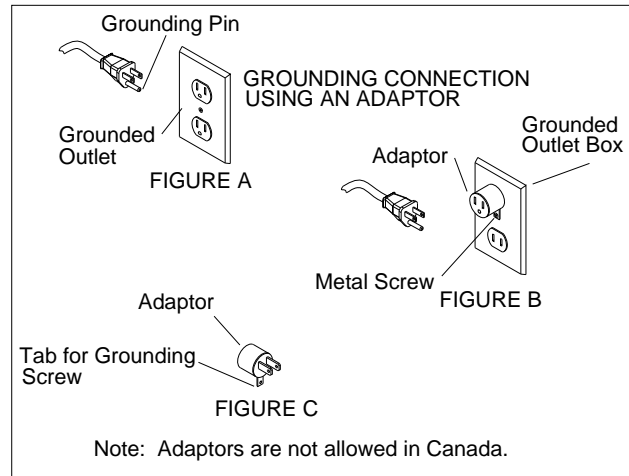 Grounding Pin
GROUNDING CONNECTION
USING AN ADAPTOR
Grounded
Outlet
FIGURE A
Grounded
Outlet Box
Adaptor
Metal Screw
FIGURE B
Adaptor
Tab for Grounding
Screw
FIGURE C
Note: Adaptors are not allowed in Canada.